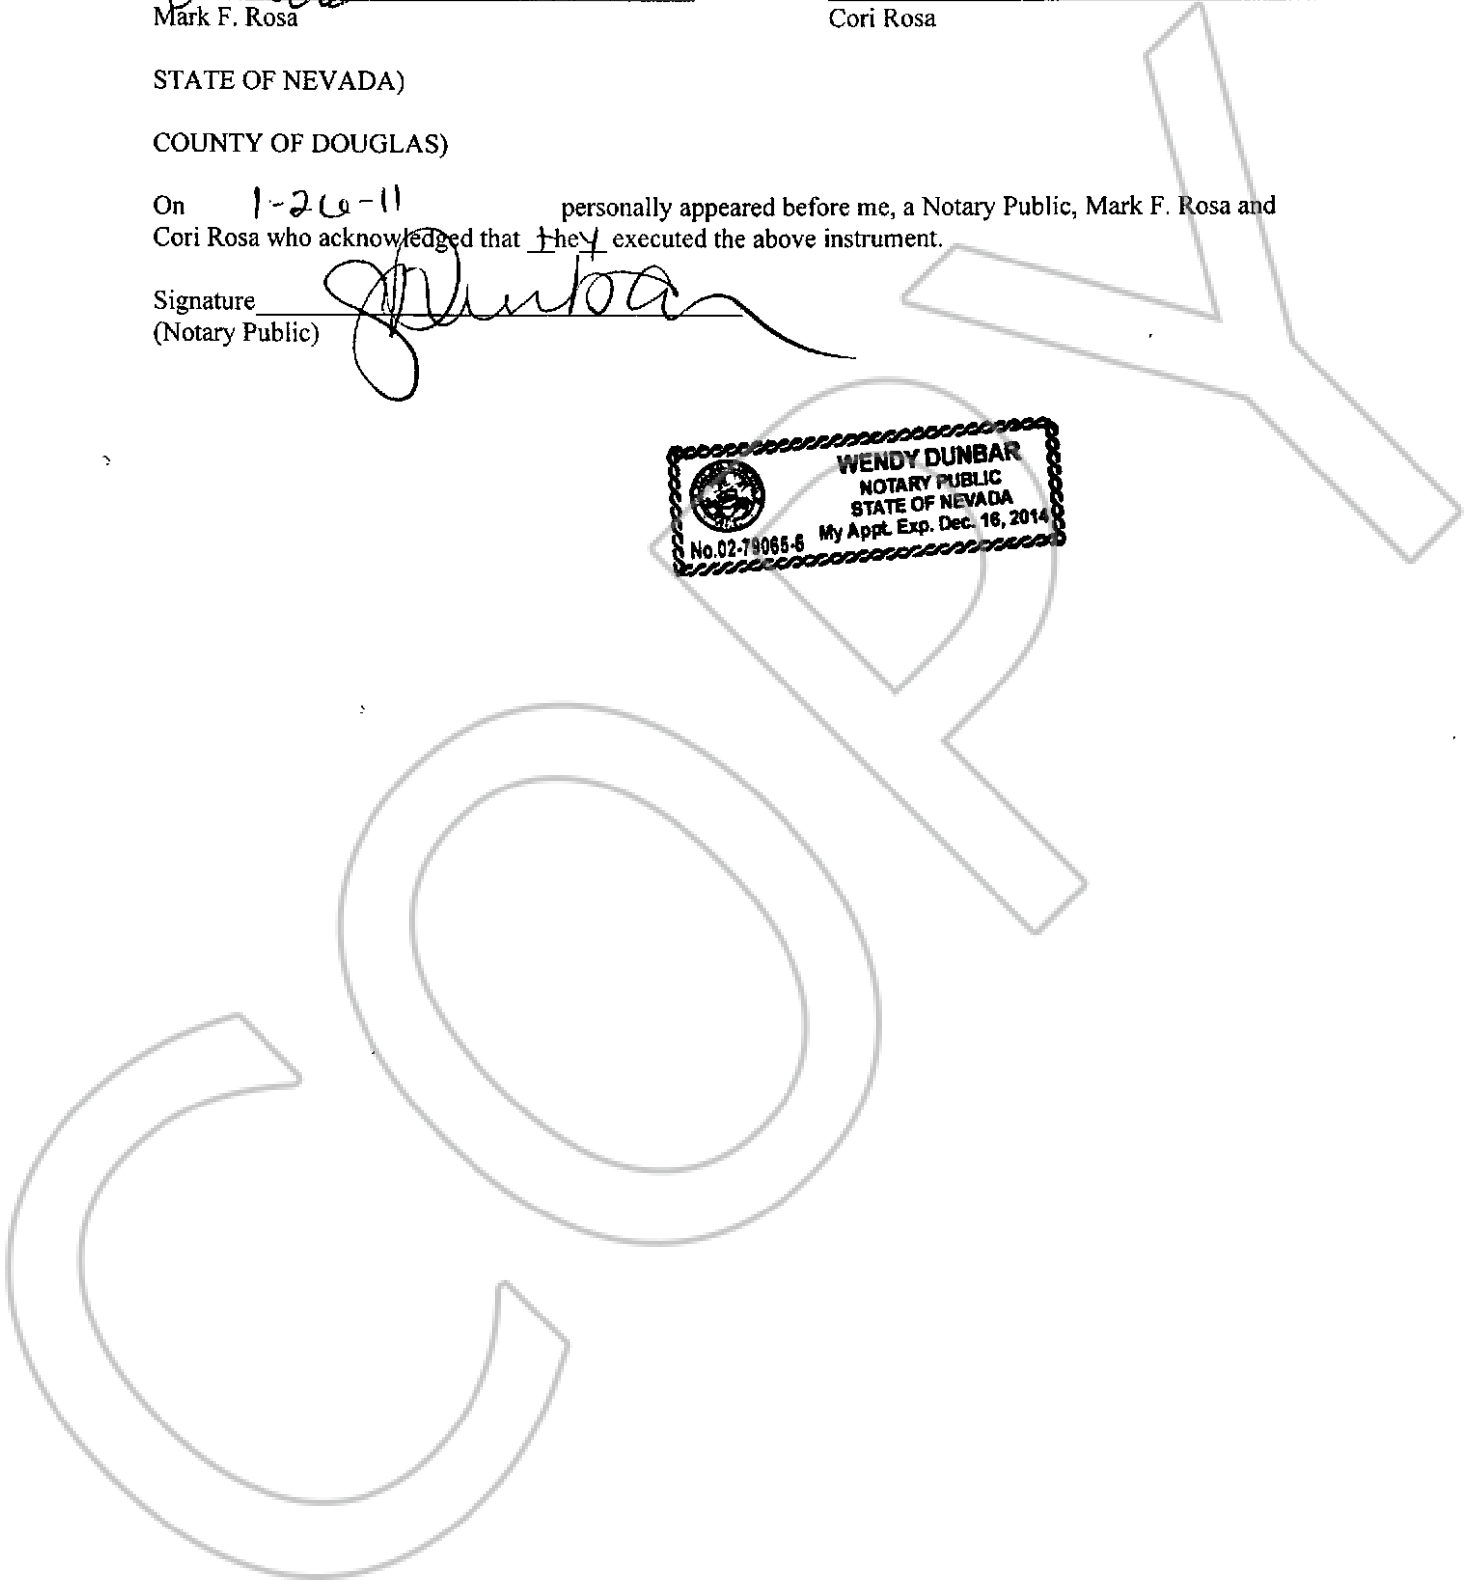 Mark F. Rosa
Cori Rosa
STATE OF NEVADA)
COUNTY OF DOUGLAS)
On 1-26-11 personally appeared before me, a Notary Public, Mark F. Rosa and
Cori Rosa who acknowledged that they executed the above instrument.
Signature
(Notary Public)
WENDY DUNBAR
NOTARY PUBLIC
STATE OF NEVADA
My Appt. Exp. Dec. 16, 2014
No.02-79065-6
COPY